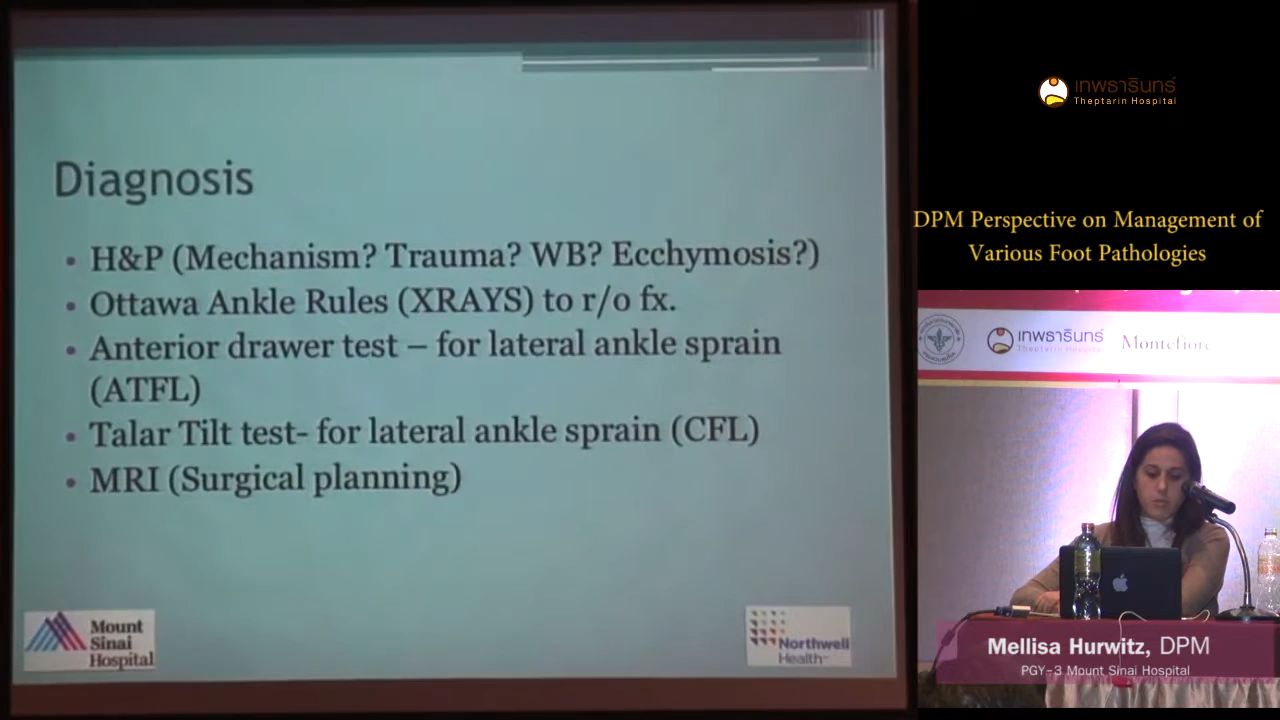 Diagnosis
• H&P (Mechanism? Trauma? WB? Ecchymosis?)
• Ottawa Ankle Rules (XRAYS) to r/o fx.
• Anterior drawer test – for lateral ankle sprain
(ATFL)
• Talar Tilt test- for lateral ankle sprain (CFL)
• MRI (Surgical planning)
Mount
Sinai
Hospital
Northwell
Health
เทพธารินทร์
Theptarin Hospital
DPM Perspective on Management of
Various Foot Pathologies
เทพธารินทร์
Theptarin Hospital
Montefiore
Mellisa Hurwitz, DPM
PGY-3 Mount Sinai Hospital